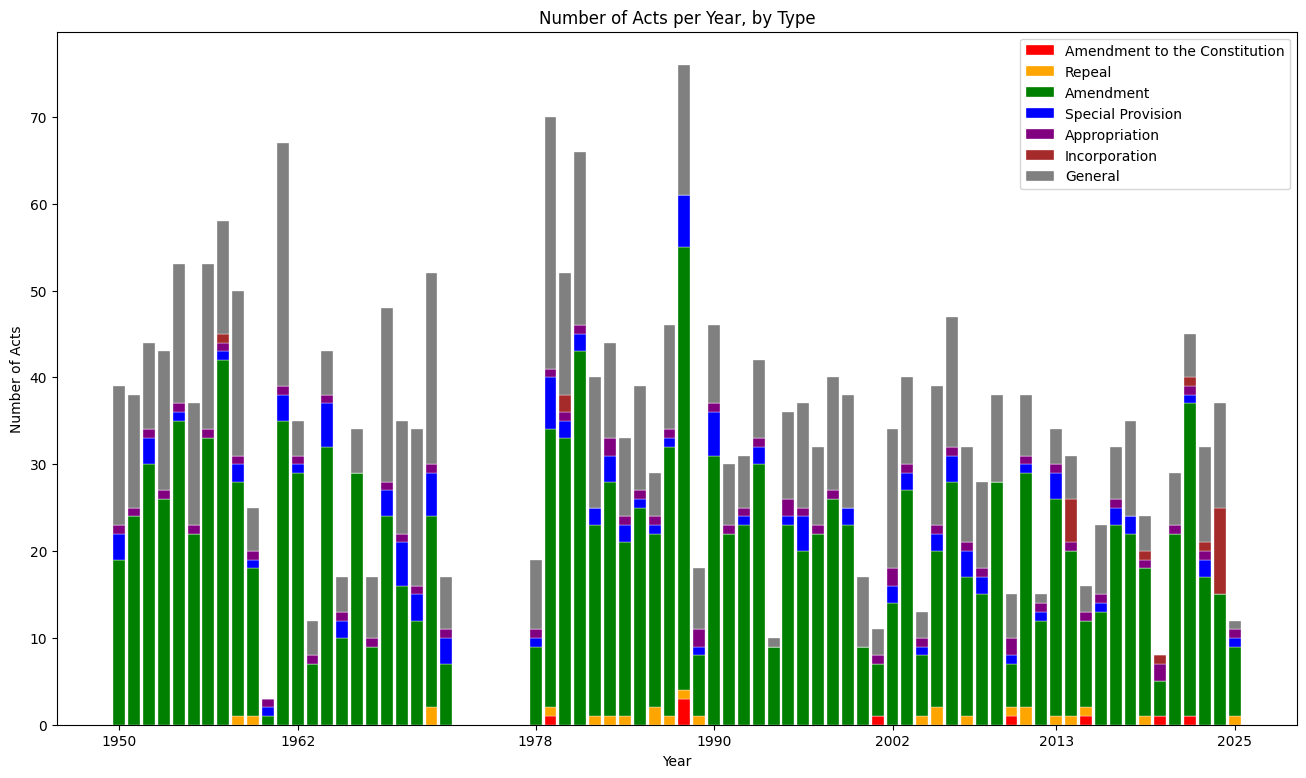 Number of Acts per Year, by Type
Amendment to the Constitution
Repeal
Amendment
Special Provision
Appropriation
Incorporation
General
Number of Acts
70
60
50
40
30
20
10
0
1950
1962
1978
1990
2002
2013
2025
Year